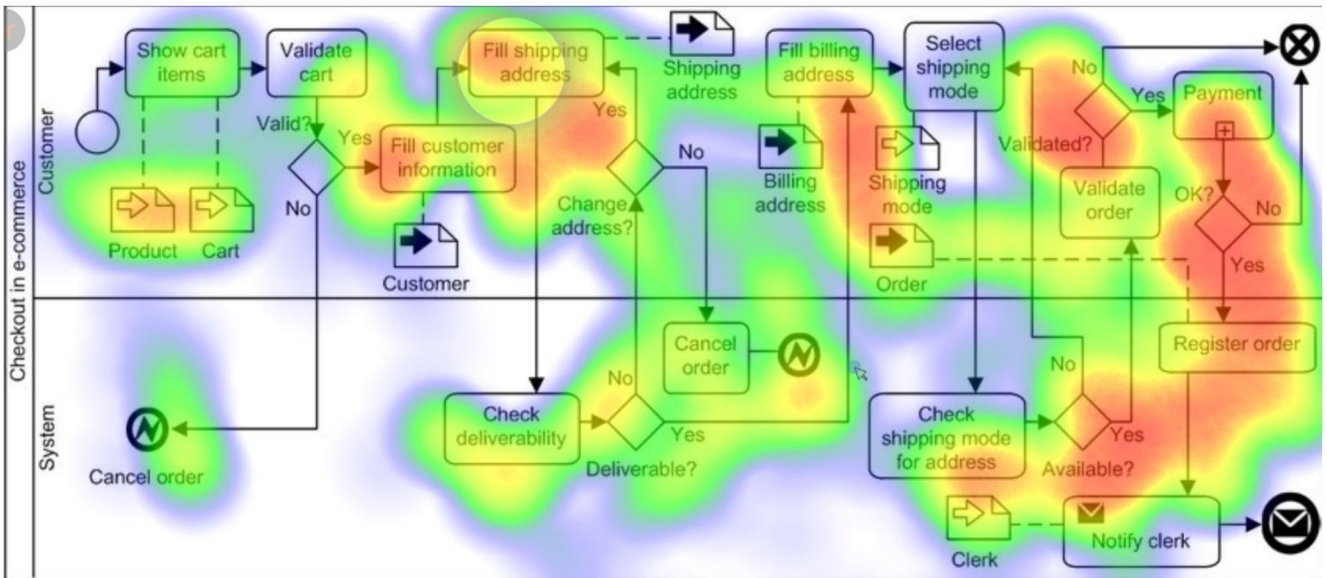 Checkout in e-commerce
Customer
System
Show cart
items
Validate
cart
Valid?
Yes
No
Product
Cart
Fill customer
information
Customer
Fill shipping
address
Shipping
address
Yes
No
Change
address?
Fill billing
address
Billing
address
Select
shipping
mode
Shipping
mode
Order
No
Yes
Validated?
Validate
order
Payment
OK?
No
Yes
Register order
Cancel order
Check
deliverability
No
Yes
Deliverable?
Cancel
order
Check
shipping mode
for address
No
Yes
Available?
Clerk
Notify clerk